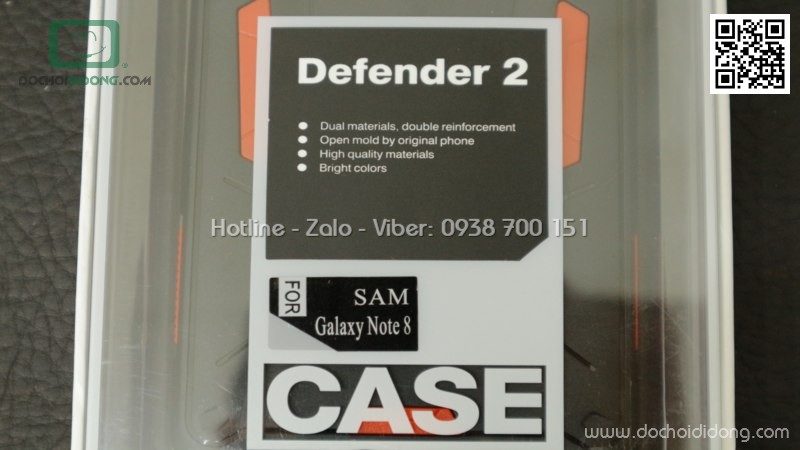 DOCHOIDIDONG.COM
Defender 2
Dual materials, double reinforcement
Open mold by original phone
High quality materials
Bright colors
Hotline - Zalo - Viber: 0938 700 151
FOR
SAM
Galaxy Note 8
CASE
www.dochoididong.com